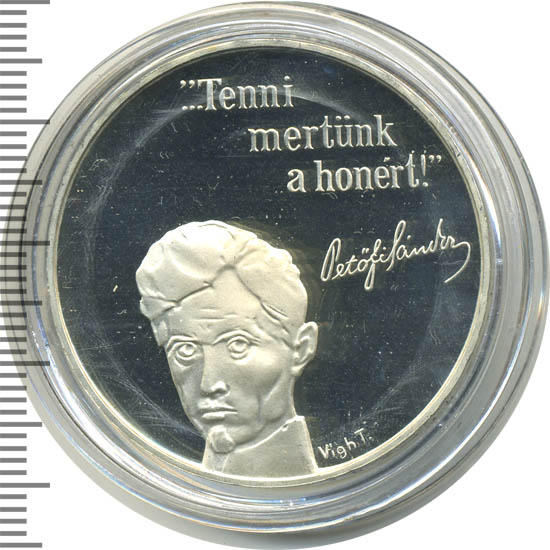 "...Tenni
mertünk
a honért!"
Petőfi Sándor
Vigh.T.